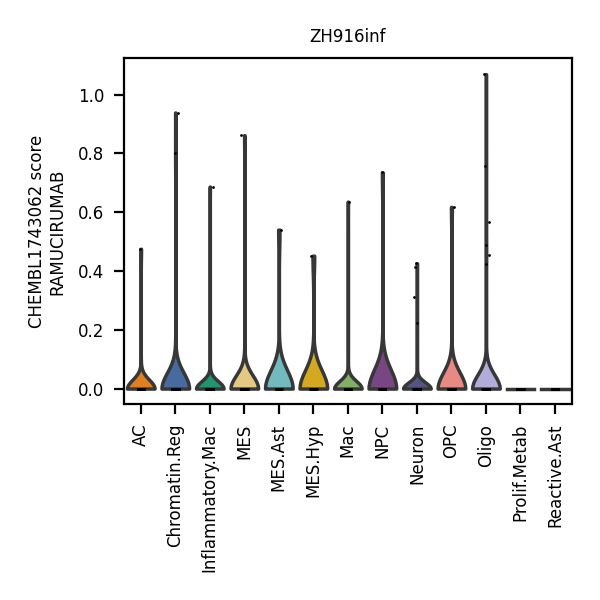 ZH916inf
CHEMBL1743062 score
RAMUCIRUMAB
1.0
0.8
0.6
0.4
0.2
0.0
AC
Chromatin.Reg
Inflammatory.Mac
MES
MES.Ast
MES.Hyp
Mac
NPC
Neuron
OPC
Oligo
Prolif.Metab
Reactive.Ast